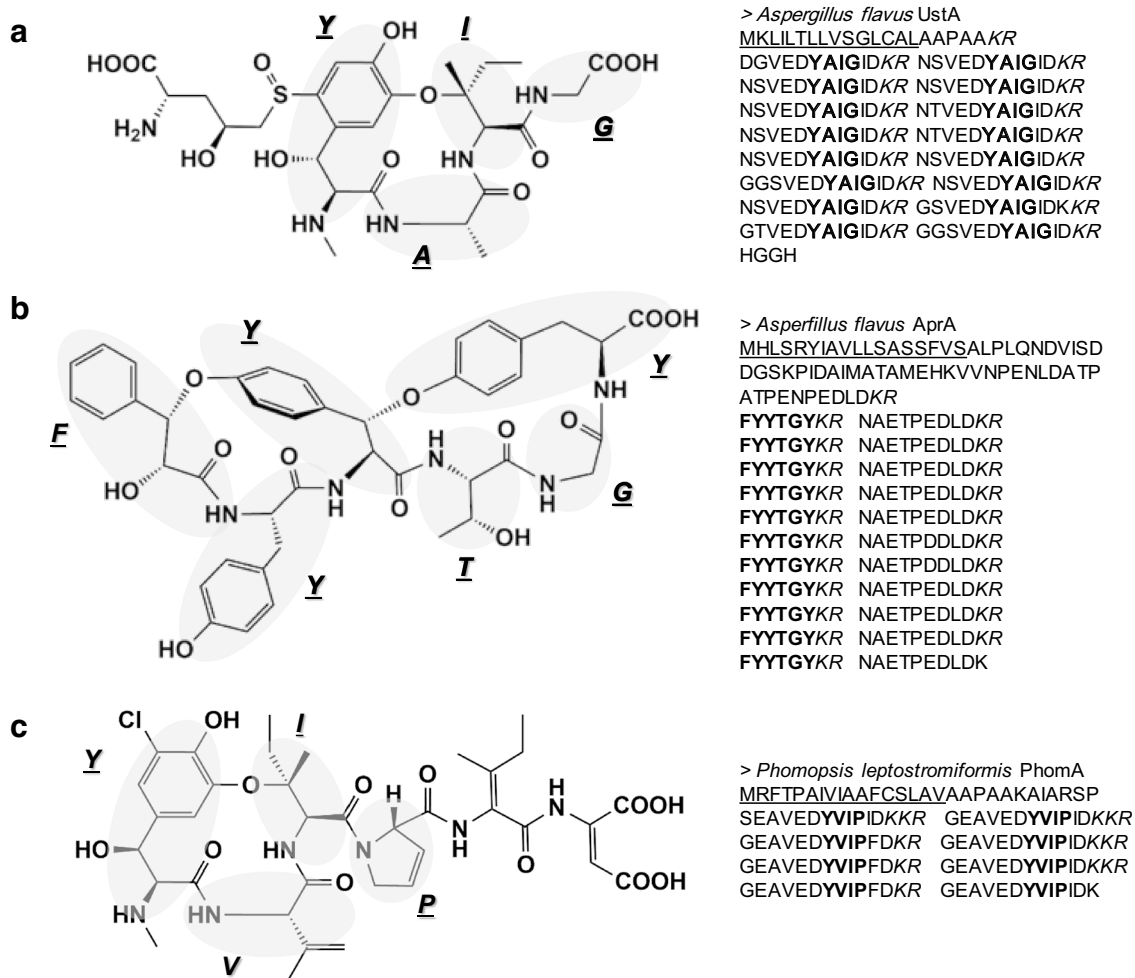 a
Y
I
OH
O
HOOC
S
H2N
HO
HO
O
COOH
HN
G
O
HN
O
O
HN
HN
A
> Aspergillus flavus UstA
MKLILTLLVSGLCALAAPAAKR
DGVEDYAIGIDKR NSVEDYAIGIDKR
NSVEDYAIGIDKR NSVEDYAIGIDKR
NSVEDYAIGIDKR NTVEDYAIGIDKR
NSVEDYAIGIDKR NTVEDYAIGIDKR
NSVEDYAIGIDKR NSVEDYAIGIDKR
GGSVEDYAIGIDKR NSVEDYAIGIDKR
NSVEDYAIGIDKR GSVEDYAIGIDKKR
GTVEDYAIGIDKR GGSVEDYAIGIDKR
HGGH
b
Y
COOH
Y
O
O
NH
F
O
O
O
O
H
N
HO
HN
NH
O
O
HN
G
OH
T
Y
HO
> Asperfillus flavus AprA
MHLSRYIAVLLSASSFVSALPLQNDVISD
DGSKPIDAIMATAMEHKVVNPENLDATP
ATPENPEDLDKR
FYYTGYKR NAETPEDLDKR
FYYTGYKR NAETPEDLDKR
FYYTGYKR NAETPEDLDKR
FYYTGYKR NAETPEDLDKR
FYYTGYKR NAETPEDLDKR
FYYTGYKR NAETPDDLDKR
FYYTGYKR NAETPDDLDKR
FYYTGYKR NAETPEDLDKR
FYYTGYKR NAETPEDLDKR
FYYTGYKR NAETPEDLDKR
FYYTGYKR NAETPEDLDK
c
Cl
OH
I
Y
O
O
H
O
H
N
COOH
HO
HN
N
N
H
O
COOH
O
O
HN
HN
P
V
> Phomopsis leptostromiformis PhomA
MRFTPAIVIAAFCSLAVAAPAAKAIARSP
SEAVEDYVIPIDKKR GEAVEDYVIPIDKKR
GEAVEDYVIPFDKR GEAVEDYVIPIDKKR
GEAVEDYVIPFDKR GEAVEDYVIPIDKKR
GEAVEDYVIPFDKR GEAVEDYVIPIDK